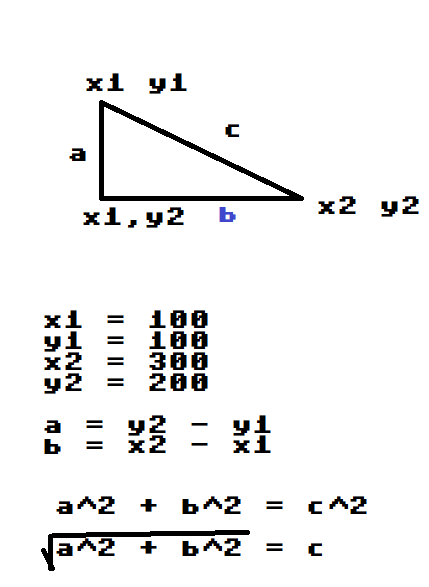 x1 y1
c
a
x1,y2 b x2 y2
x1 = 100
y1 = 100
x2 = 300
y2 = 200
a = y2 - y1
b = x2 - x1
a^2 + b^2 = c^2
√a^2 + b^2 = c